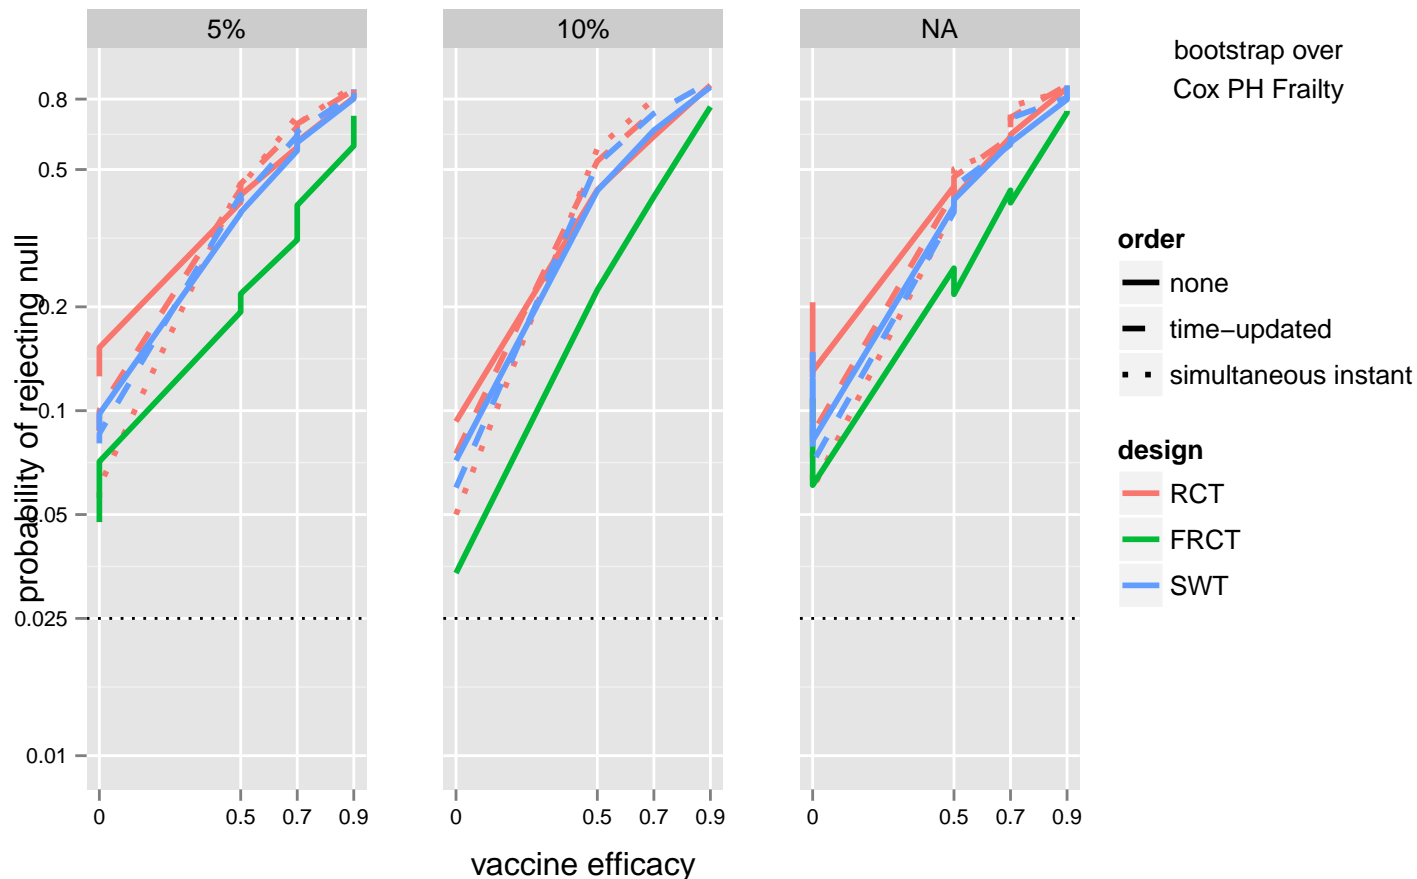 5%
10%
NA
bootstrap over
Cox PH Frailty
probability of rejecting null
0.8
0.5
0.2
0.1
0.05
0.025
0.01
0 0.5 0.7 0.9
0 0.5 0.7 0.9
0 0.5 0.7 0.9
vaccine efficacy
order
none
time−updated
simultaneous instant
design
RCT
FRCT
SWT